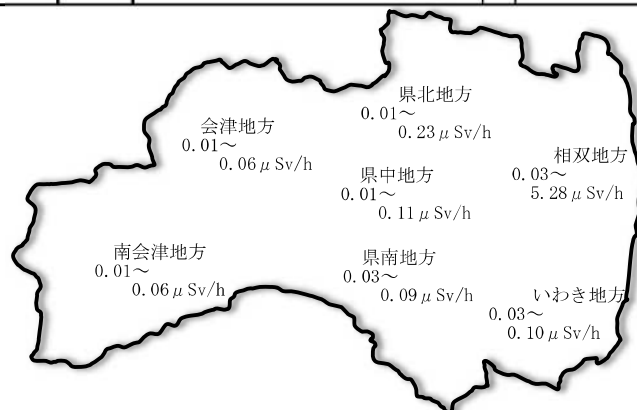 県北地方
0.01～
0.23μSv/h
会津地方
0.01～
0.06μSv/h
相双地方
0.03～
5.28μSv/h
県中地方
0.01～
0.11μSv/h
南会津地方
0.01～
0.06μSv/h
県南地方
0.03～
0.09μSv/h
いわき地方
0.03～
0.10μSv/h